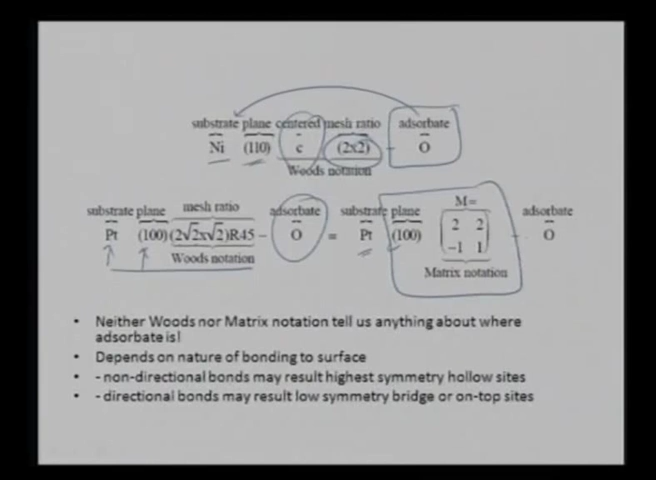 substrate plane centered mesh ratio adsorbate
Ni (110) c (2x2) - O
Woods notation
substrate plane mesh ratio adsorbate substrate plane M= adsorbate
Pt (100) (2√2x√2)R45 - O = Pt (100) 2 2 - O
-1 1
Woods notation Matrix notation
• Neither Woods nor Matrix notation tell us anything about where
adsorbate is!
• Depends on nature of bonding to surface
• - non-directional bonds may result highest symmetry hollow sites
• - directional bonds may result low symmetry bridge or on-top sites